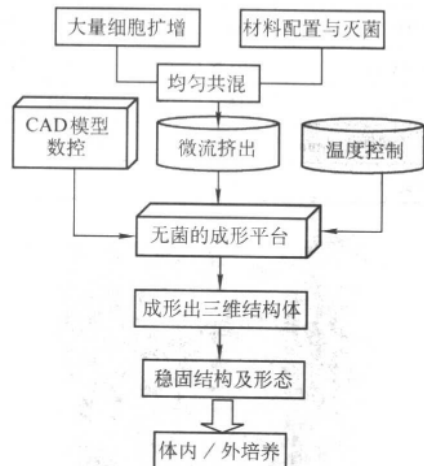 大量细胞扩增
材料配置与灭菌
均匀共混
CAD模型
数控
微流挤出
温度控制
无菌的成形平台
成形出三维结构体
稳固结构及形态
体内/外培养